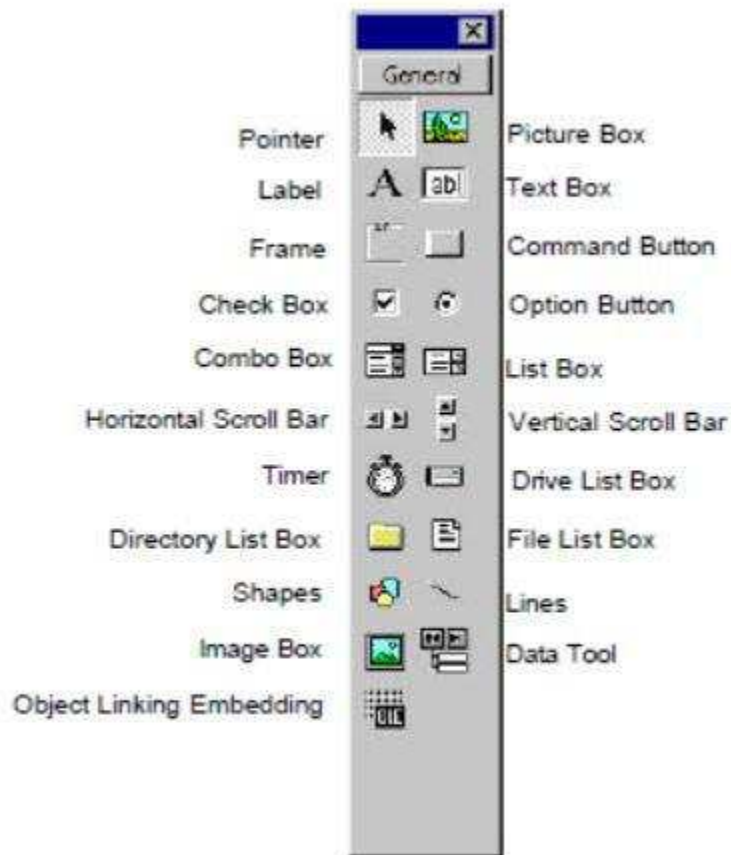 General
Pointer Picture Box
Label Text Box
A ab
Frame Command Button
Check Box Option Button
Combo Box List Box
Horizontal Scroll Bar Vertical Scroll Bar
Timer Drive List Box
Directory List Box File List Box
Shapes Lines
Image Box Data Tool
Object Linking Embedding OLE